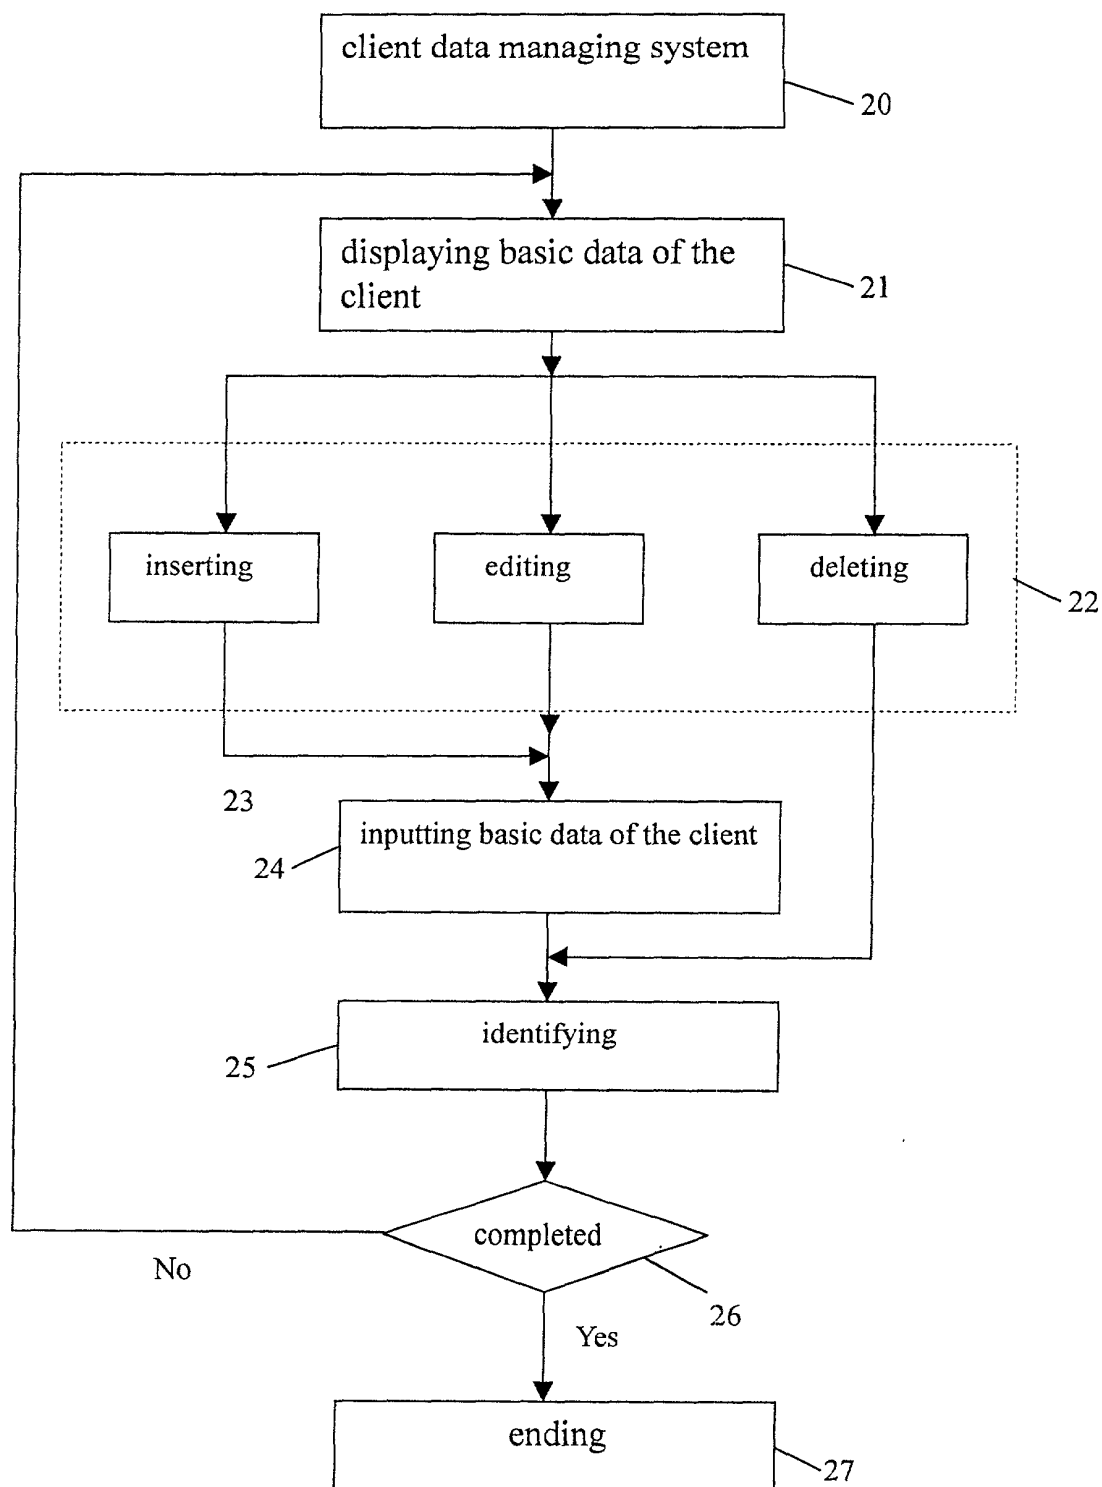 client data managing system
20
displaying basic data of the
client
21
inserting
editing
deleting
22
23
inputting basic data of the client
24
identifying
25
completed
No
26
Yes
ending
27